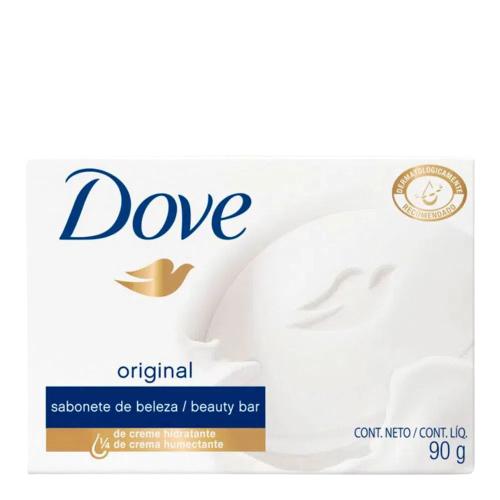 Dove
DERMATOLOGICAMENTE
RECOMENDADO
original
sabonete de beleza / beauty bar
¼ de creme hidratante
de crema humectante
CONT. NETO / CONT. LÍQ.
90 g